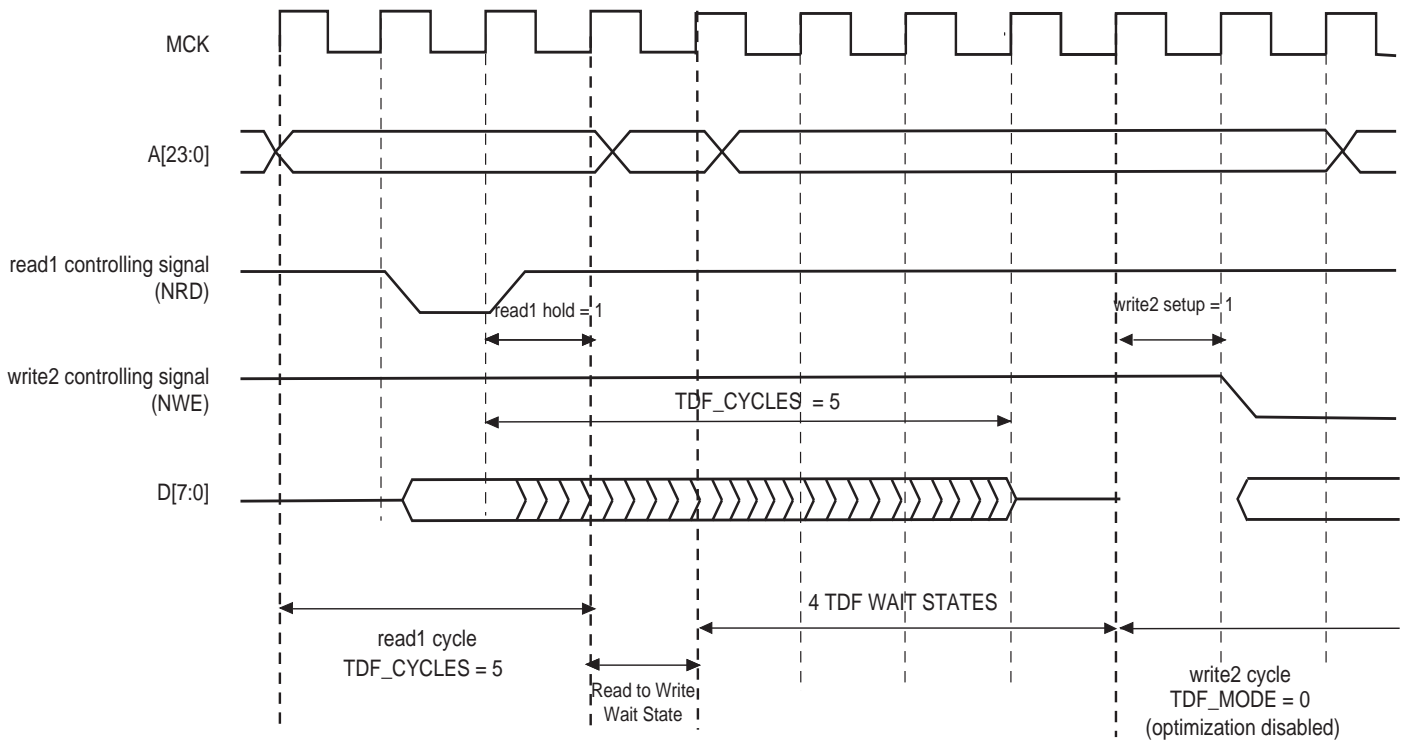 MCK
A[23:0]
read1 controlling signal
(NRD)
read1 hold = 1
write2 setup = 1
write2 controlling signal
(NWE)
TDF_CYCLES = 5
D[7:0]
4 TDF WAIT STATES
read1 cycle
TDF_CYCLES = 5
Read to Write
Wait State
write2 cycle
TDF_MODE = 0
(optimization disabled)